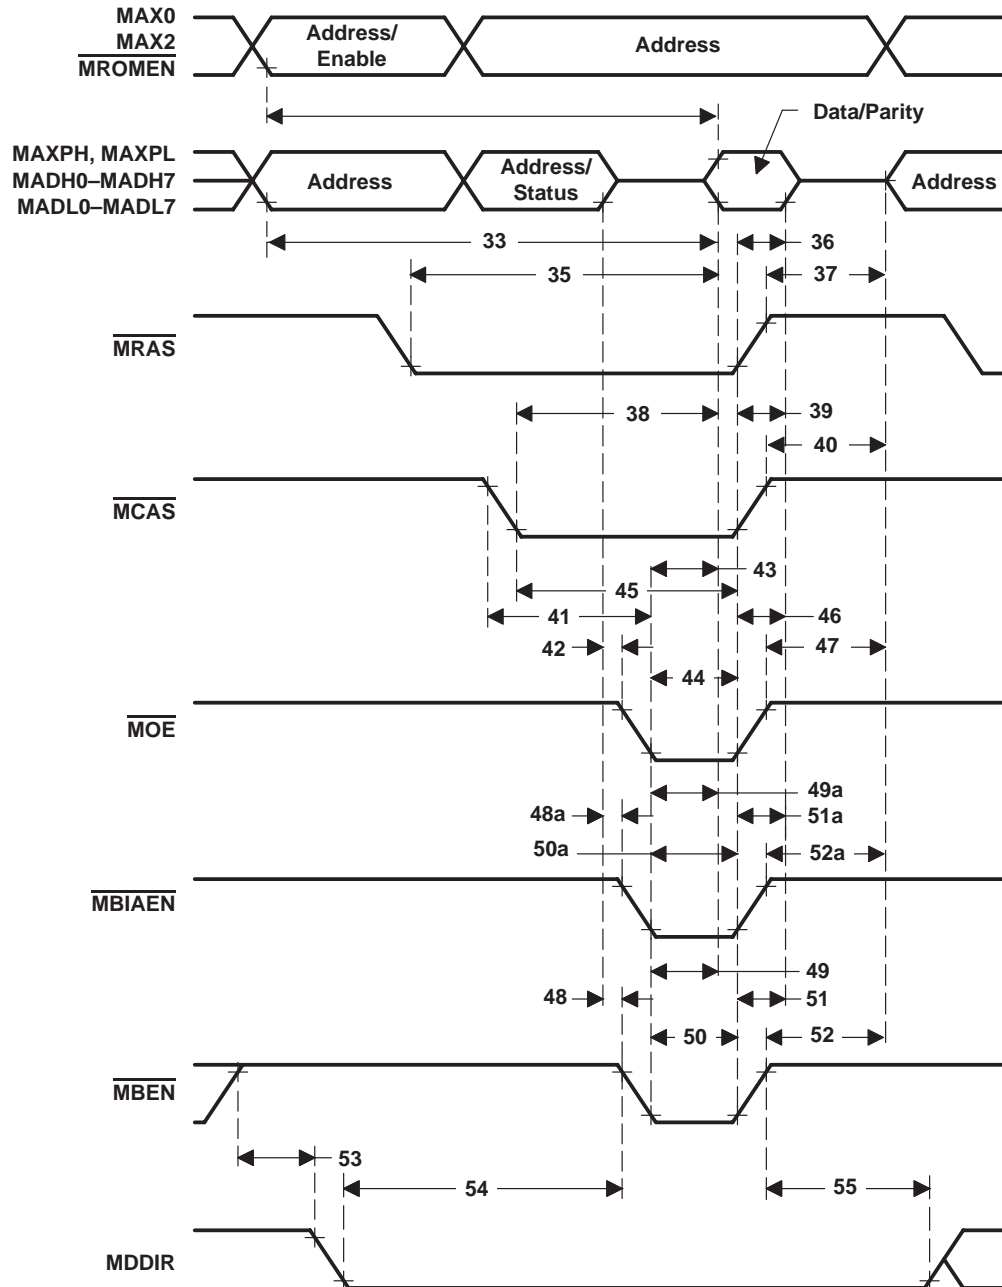 MAX0
MAX2
MROMEN
Address/
Enable
Address
Data/Parity
MAXPH, MAXPL
MADH0–MADH7
MADL0–MADL7
Address
Address/
Status
Address
33
36
35
37
MRAS
38
39
40
MCAS
43
45
41
46
42
47
44
MOE
49a
48a
51a
50a
52a
MBIAEN
49
48
51
50
52
MBEN
53
54
55
MDDIR